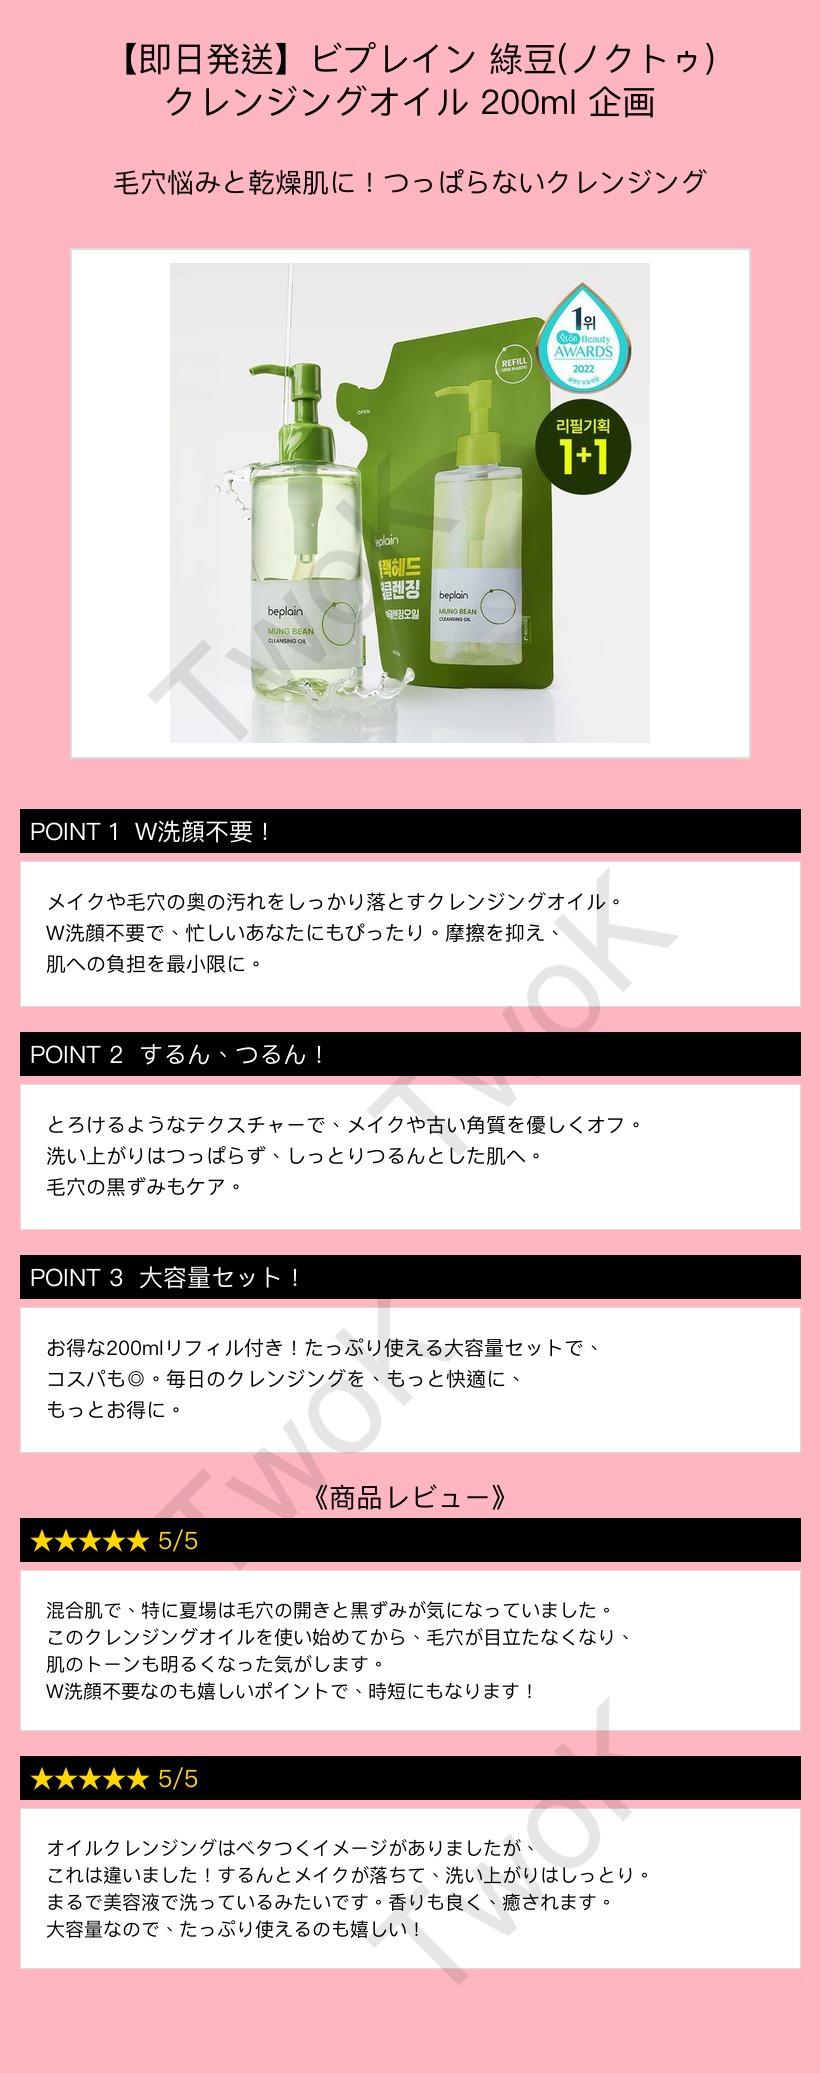 【即日発送】ビプレイン 綠豆(ノクトゥ)
クレンジングオイル 200ml 企画
毛穴悩みと乾燥肌に！つっぱらないクレンジング
1위
Beauty
AWARDS
2022
REFILL
LESS PLASTIC
OPEN
리필기획
1+1
beplain
MUNG BEAN
CLEANSING OIL
eplain
랙헤드
클렌징
렌징오일
beplain
MUNG BEAN
CLEANSING OIL
TwoK
POINT 1 W洗顔不要！
メイクや毛穴の奥の汚れをしっかり落とすクレンジングオイル。
W洗顔不要で、忙しいあなたにもぴったり。摩擦を抑え、
肌への負担を最小限に。
TwoK
POINT 2 するん、つるん！
とろけるようなテクスチャーで、メイクや古い角質を優しくオフ。
洗い上がりはつっぱらず、しっとりつるんとした肌へ。
毛穴の黒ずみもケア。
POINT 3 大容量セット！
お得な200mlリフィル付き！たっぷり使える大容量セットで、
コスパも◎。毎日のクレンジングを、もっと快適に、
もっとお得に。
TwoK
《商品レビュー》
★★★★★ 5/5
混合肌で、特に夏場は毛穴の開きと黒ずみが気になっていました。
このクレンジングオイルを使い始めてから、毛穴が目立たなくなり、
肌のトーンも明るくなった気がします。
W洗顔不要なのも嬉しいポイントで、時短にもなります！
★★★★★ 5/5
オイルクレンジングはベタつくイメージがありましたが、
これは違いました！するんとメイクが落ちて、洗い上がりはしっとり。
まるで美容液で洗っているみたいです。香りも良く、癒されます。
大容量なので、たっぷり使えるのも嬉しい！
TwoK